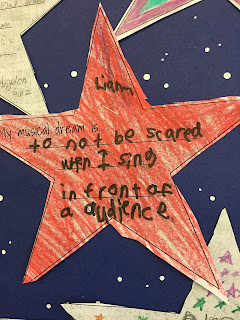 Liam
My musical dream is
to not be scared
wen I sing
in front of
a audience.